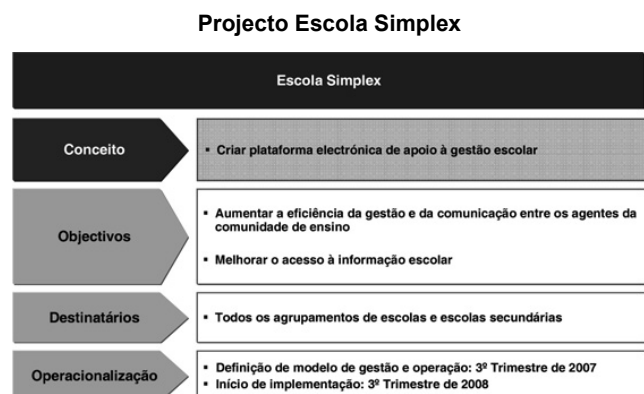 Projecto Escola Simplex
Escola Simplex
Conceito
▪ Criar plataforma electrónica de apoio à gestão escolar
Objectivos
▪ Aumentar a eficiência da gestão e da comunicação entre os agentes da
comunidade de ensino
▪ Melhorar o acesso à informação escolar
Destinatários
▪ Todos os agrupamentos de escolas e escolas secundárias
Operacionalização
▪ Definição de modelo de gestão e operação: 3º Trimestre de 2007
▪ Início de implementação: 3º Trimestre de 2008